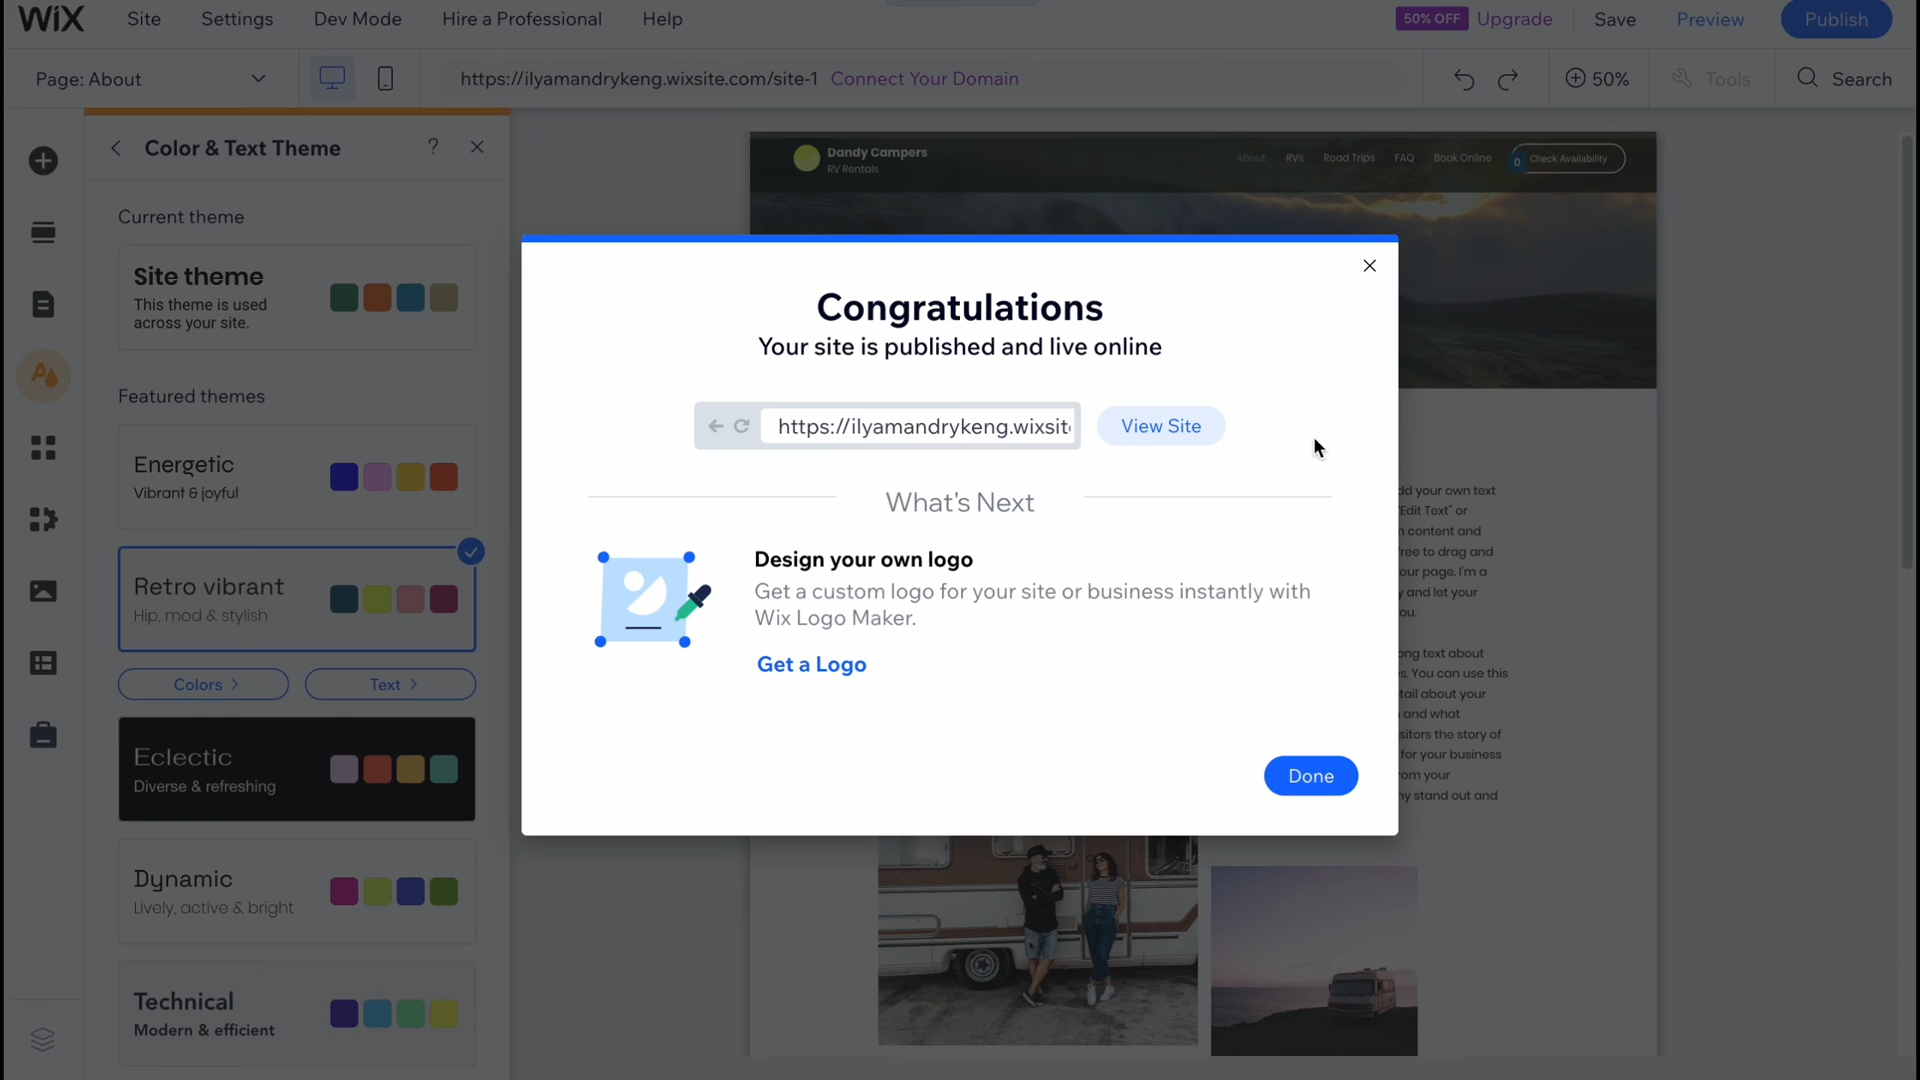 WiX Site Settings Dev Mode Hire a Professional Help 50% OFF Upgrade Save Preview Publish
Page: About https://ilyamandrykeng.wixsite.com/site-1 Connect Your Domain 50% Tools Search
Color & Text Theme ?
Current theme
Site theme
This theme is used
across your site.
Featured themes
Energetic
Vibrant & joyful
Retro vibrant
Hip, mod & stylish
Colors >
Text >
Eclectic
Diverse & refreshing
Dynamic
Lively, active & bright
Technical
Modern & efficient
Dandy Campers
RV Rentals
About RVs Road Trips FAQ Book Online 0 Check Availability
Congratulations
Your site is published and live online
https://ilyamandrykeng.wixsit
View Site
What's Next
Design your own logo
Get a custom logo for your site or business instantly with
Wix Logo Maker.
Get a Logo
Done
dd your own text
"Edit Text" or
content and
ree to drag and
our page. I'm a
y and let your
ou.
ong text about
s. You can use this
tail about your
and what
sitors the story of
for your business
om your
ny stand out and